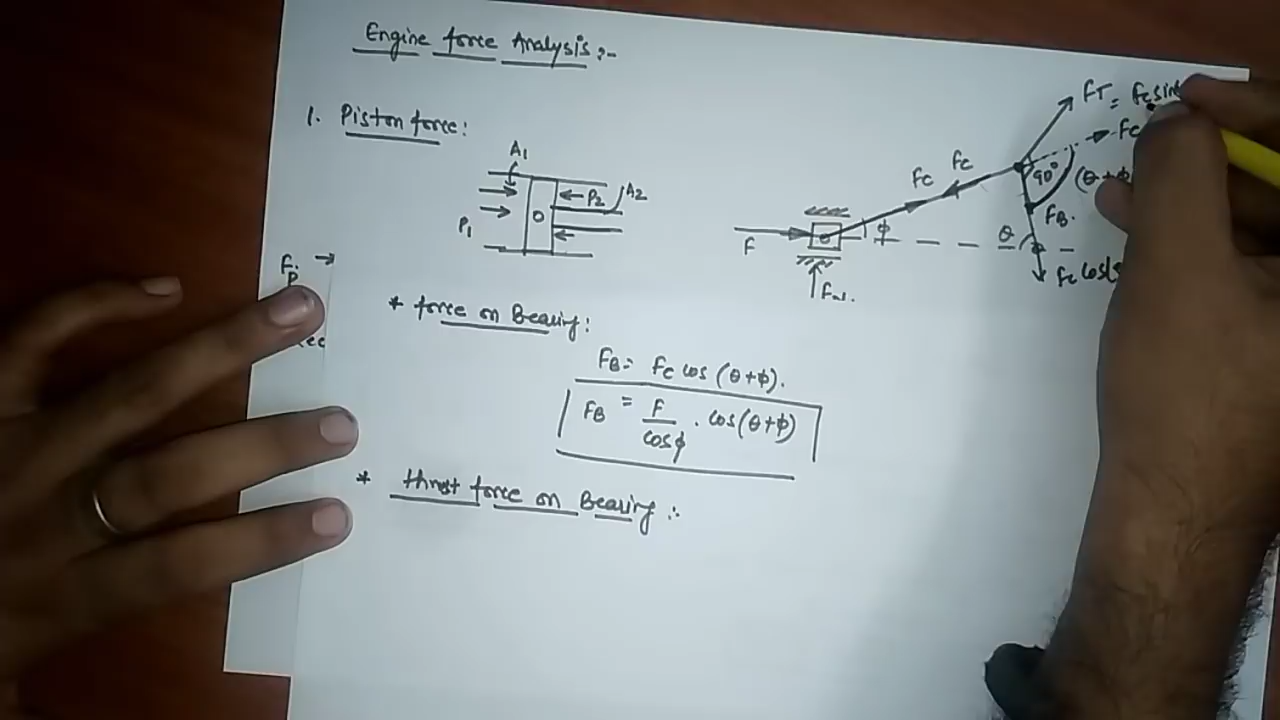 Engine force Analysis:-
1. Piston force:
A1
P1
P2
A2
O
Fp →
F
Fc
Fc
φ
θ
90°
FT = Fc sin
Fc
(θ+φ
FB.
Fc cos(
* force on Bearing:
FB = Fc cos (θ+φ).
FB = F/cosφ . cos(θ+φ)
* thrust force on Bearing :